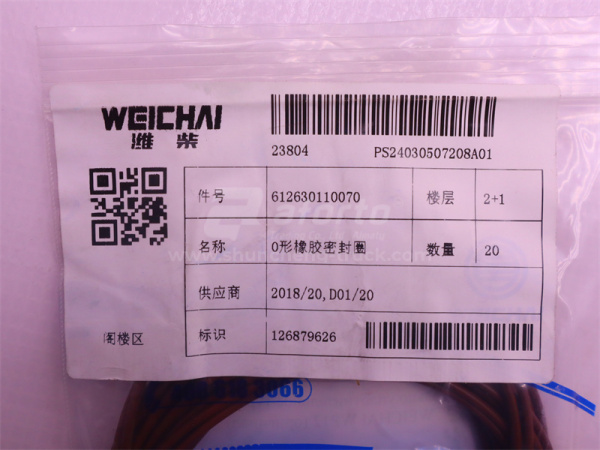 WEICHAI
潍柴
23804 PS24030507208A01
件号 612630110070 楼层 2+1
名称 O形橡胶密封圈 数量 20
供应商 2018/20,D01/20
阁楼区 标识 126879626